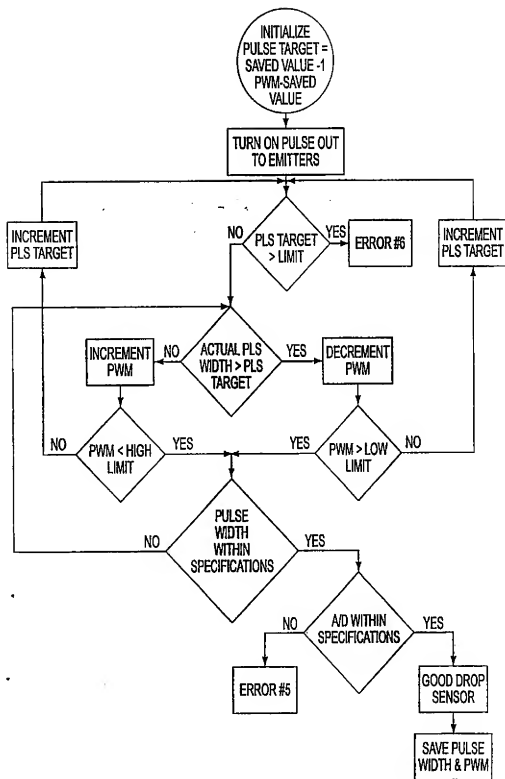 INITIALIZE
PULSE TARGET =
SAVED VALUE -1
PWM-SAVED
VALUE
TURN ON PULSE OUT
TO EMITTERS
INCREMENT
PLS TARGET
NO
PLS TARGET
> LIMIT
YES
ERROR #6
INCREMENT
PLS TARGET
INCREMENT
PWM
NO
ACTUAL PLS
WIDTH > PLS
TARGET
YES
DECREMENT
PWM
NO
PWM < HIGH
LIMIT
YES
YES
PWM > LOW
LIMIT
NO
NO
PULSE
WIDTH
WITHIN
SPECIFICATIONS
YES
NO
A/D WITHIN
SPECIFICATIONS
YES
ERROR #5
GOOD DROP
SENSOR
SAVE PULSE
WIDTH & PWM